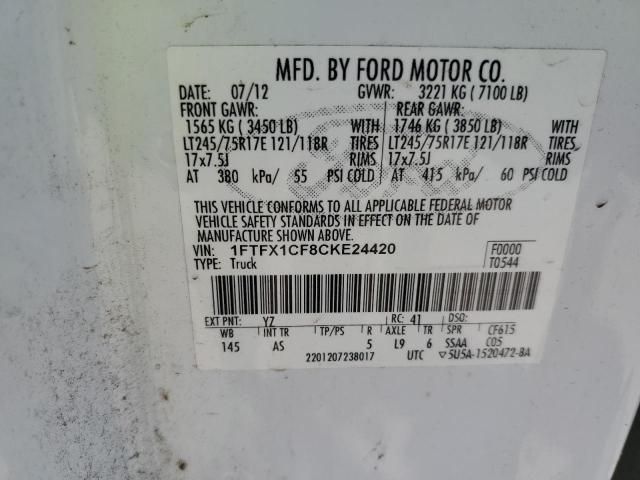 MFD. BY FORD MOTOR CO.
DATE: 07/12 GVWR: 3221 KG ( 7100 LB)
FRONT GAWR: REAR GAWR:
1565 KG ( 3450 LB) WITH 1746 KG ( 3850 LB) WITH
LT245/75R17E 121/118R TIRES LT245/75R17E 121/118R TIRES
17x7.5J RIMS 17x7.5J RIMS
AT 380 kPa/ 55 PSI COLD AT 415 kPa/ 60 PSI COLD
THIS VEHICLE CONFORMS TO ALL APPLICABLE FEDERAL MOTOR
VEHICLE SAFETY STANDARDS IN EFFECT ON THE DATE OF
MANUFACTURE SHOWN ABOVE.
VIN: 1FTFX1CF8CKE24420 F0000
TYPE: Truck T0544
EXT PNT: YZ RC: 41 DSO:
WB INT TR TP/PS R AXLE TR SPR CF615
145 AS 5 L9 6 SSAA C05
2201207238017 UTC ▽5U5A-1520472-BA